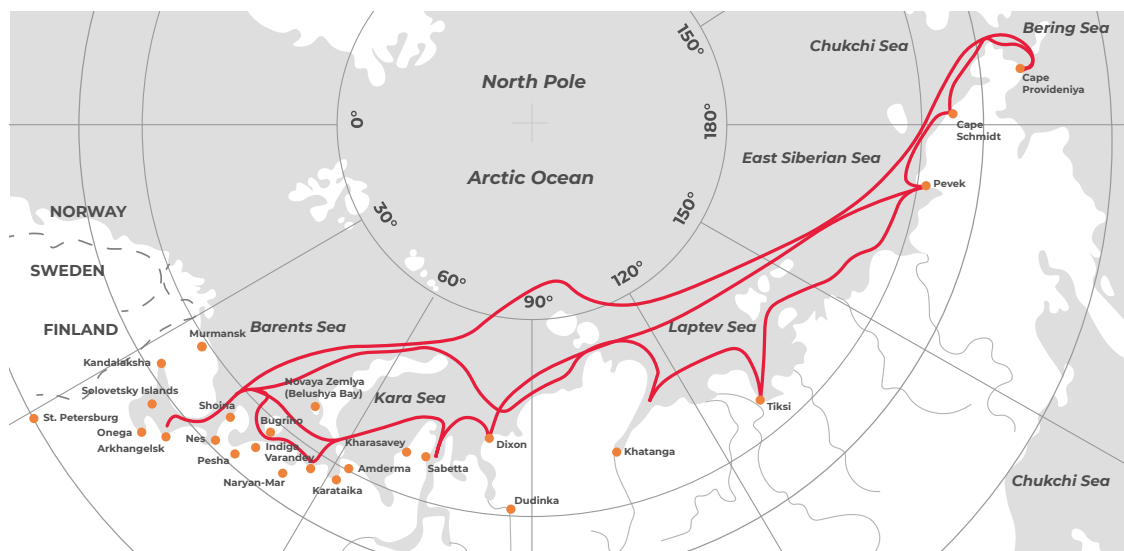 Bering Sea
Chukchi Sea
150°
North Pole
Cape
Provideniya
0°
180°
Cape
Schmidt
East Siberian Sea
Arctic Ocean
Pevek
NORWAY
30°
150°
SWEDEN
60°
120°
90°
FINLAND
Murmansk
Barents Sea
Laptev Sea
Kandalaksha
Novaya Zemlya
(Belushya Bay)
Solovetsky Islands
Kara Sea
Shoina
Tiksi
St. Petersburg
Bugrino
Onega
Arkhangelsk
Nes
Indiga
Kharasavey
Dixon
Khatanga
Pesha
Varandey
Amderma
Sabetta
Naryan-Mar
Karataika
Chukchi Sea
Dudinka